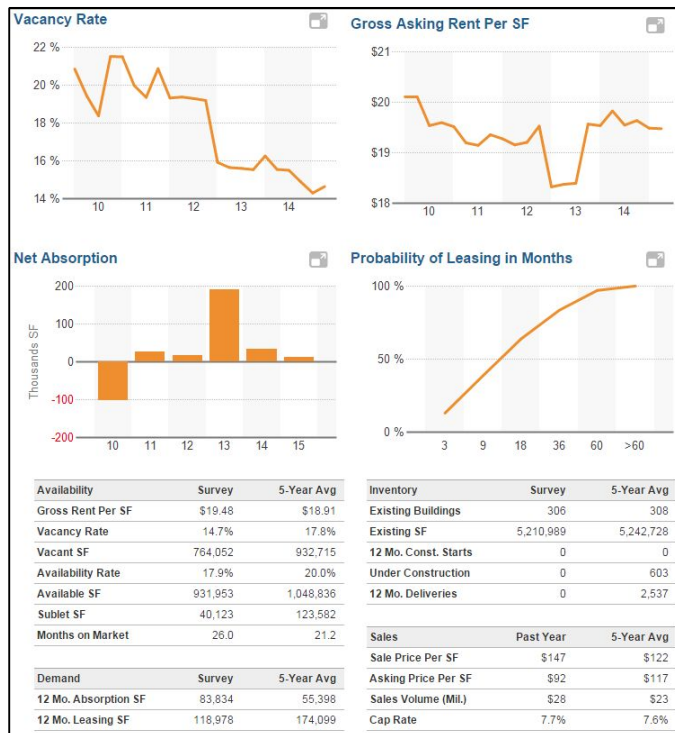 Vacancy Rate
22 %
20 %
18 %
16 %
14 %
10 11 12 13 14
Gross Asking Rent Per SF
$21
$20
$19
$18
10 11 12 13 14
Net Absorption
Thousands SF
200
100
0
-100
-200
10 11 12 13 14 15
Probability of Leasing in Months
100 %
50 %
0 %
3 9 18 36 60 >60
Availability Survey 5-Year Avg
Gross Rent Per SF $19.48 $18.91
Vacancy Rate 14.7% 17.8%
Vacant SF 764,052 932,715
Availability Rate 17.9% 20.0%
Available SF 931,953 1,048,836
Sublet SF 40,123 123,582
Months on Market 26.0 21.2
Demand Survey 5-Year Avg
12 Mo. Absorption SF 83,834 55,398
12 Mo. Leasing SF 118,978 174,099
Inventory Survey 5-Year Avg
Existing Buildings 306 308
Existing SF 5,210,989 5,242,728
12 Mo. Const. Starts 0 0
Under Construction 0 603
12 Mo. Deliveries 0 2,537
Sales Past Year 5-Year Avg
Sale Price Per SF $147 $122
Asking Price Per SF $92 $117
Sales Volume (Mil.) $28 $23
Cap Rate 7.7% 7.6%